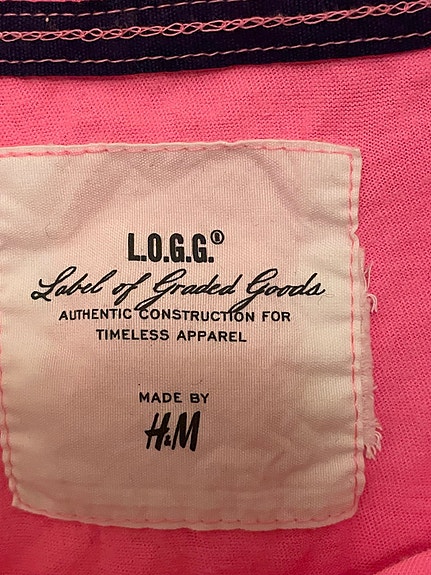 L.O.G.G.®
Label of Graded Goods
AUTHENTIC CONSTRUCTION FOR
TIMELESS APPAREL
MADE BY
H&M